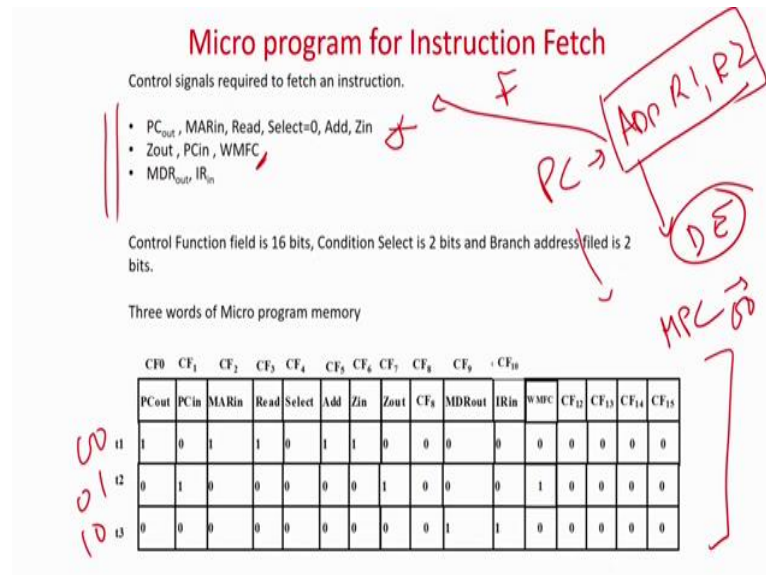 Micro program for Instruction Fetch
Control signals required to fetch an instruction.
F
ADD R1, R2
• PCout , MARin, Read, Select=0, Add, Zin
• Zout , PCin , WMFC
• MDRout, IRin
PC →
DE
Control Function field is 16 bits, Condition Select is 2 bits and Branch address filed is 2
bits.
MPC → 00
Three words of Micro program memory
CF0 CF1 CF2 CF3 CF4 CF5 CF6 CF7 CF8 CF9 CF10
PCout PCin MARin Read Select Add Zin Zout CF8 MDRout IRin WMFC CF12 CF13 CF14 CF15
00 t1 1 0 1 1 0 1 1 0 0 0 0 0 0 0 0 0
01 t2 0 1 0 0 0 0 0 1 0 0 0 1 0 0 0 0
10 t3 0 0 0 0 0 0 0 0 0 1 1 0 0 0 0 0